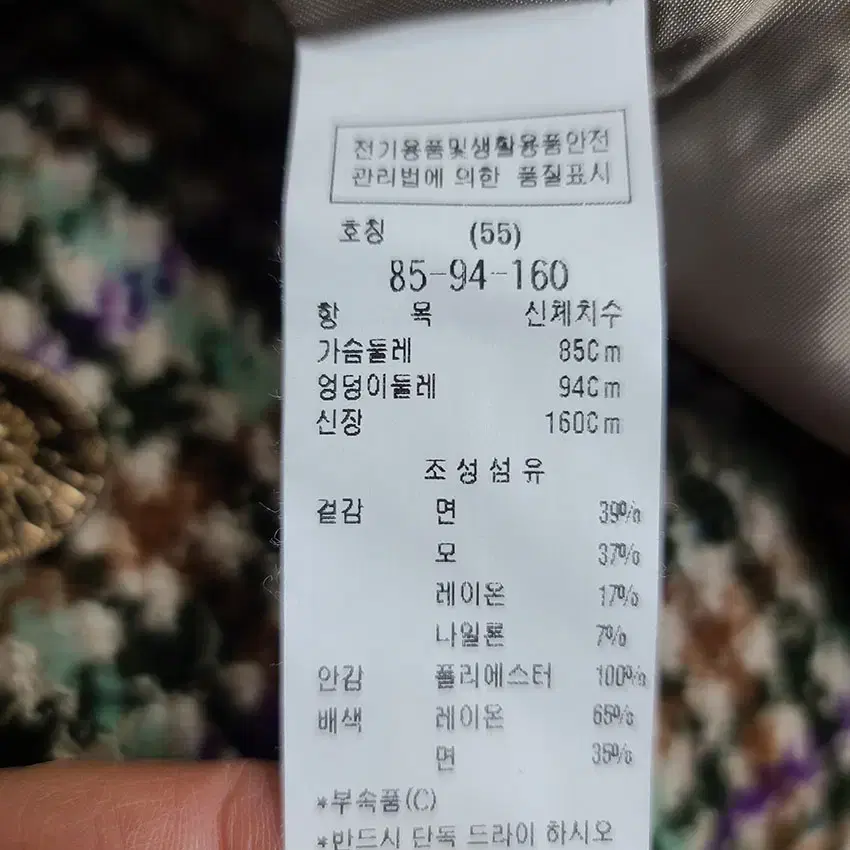 전기용품및생활용품안전
관리법에 의한 품질표시
호칭 (55)
85-94-160
항 목 신체치수
가슴둘레 85Cm
엉덩이둘레 94Cm
신장 160Cm
조성섬유
겉감 면 39%
모 37%
레이온 17%
나일론 7%
안감 폴리에스터 100%
배색 레이온 65%
면 35%
*부속품(C)
*반드시 단독 드라이 하시오